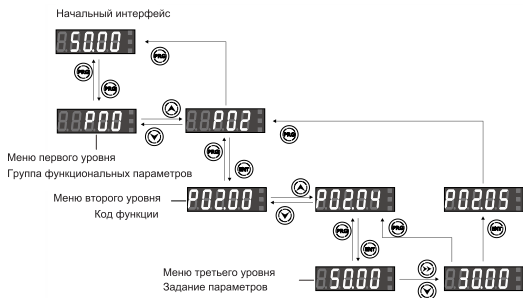 Начальный интерфейс
50.00
PRG
PRG
PRG
P00
P02
Меню первого уровня
Группа функциональных параметров
PRG
ENT
PRG
Меню второго уровня
Код функции
P02.00
P02.04
P02.05
PRG
ENT
PRG
ENT
Меню третьего уровня
Задание параметров
50.00
30.00